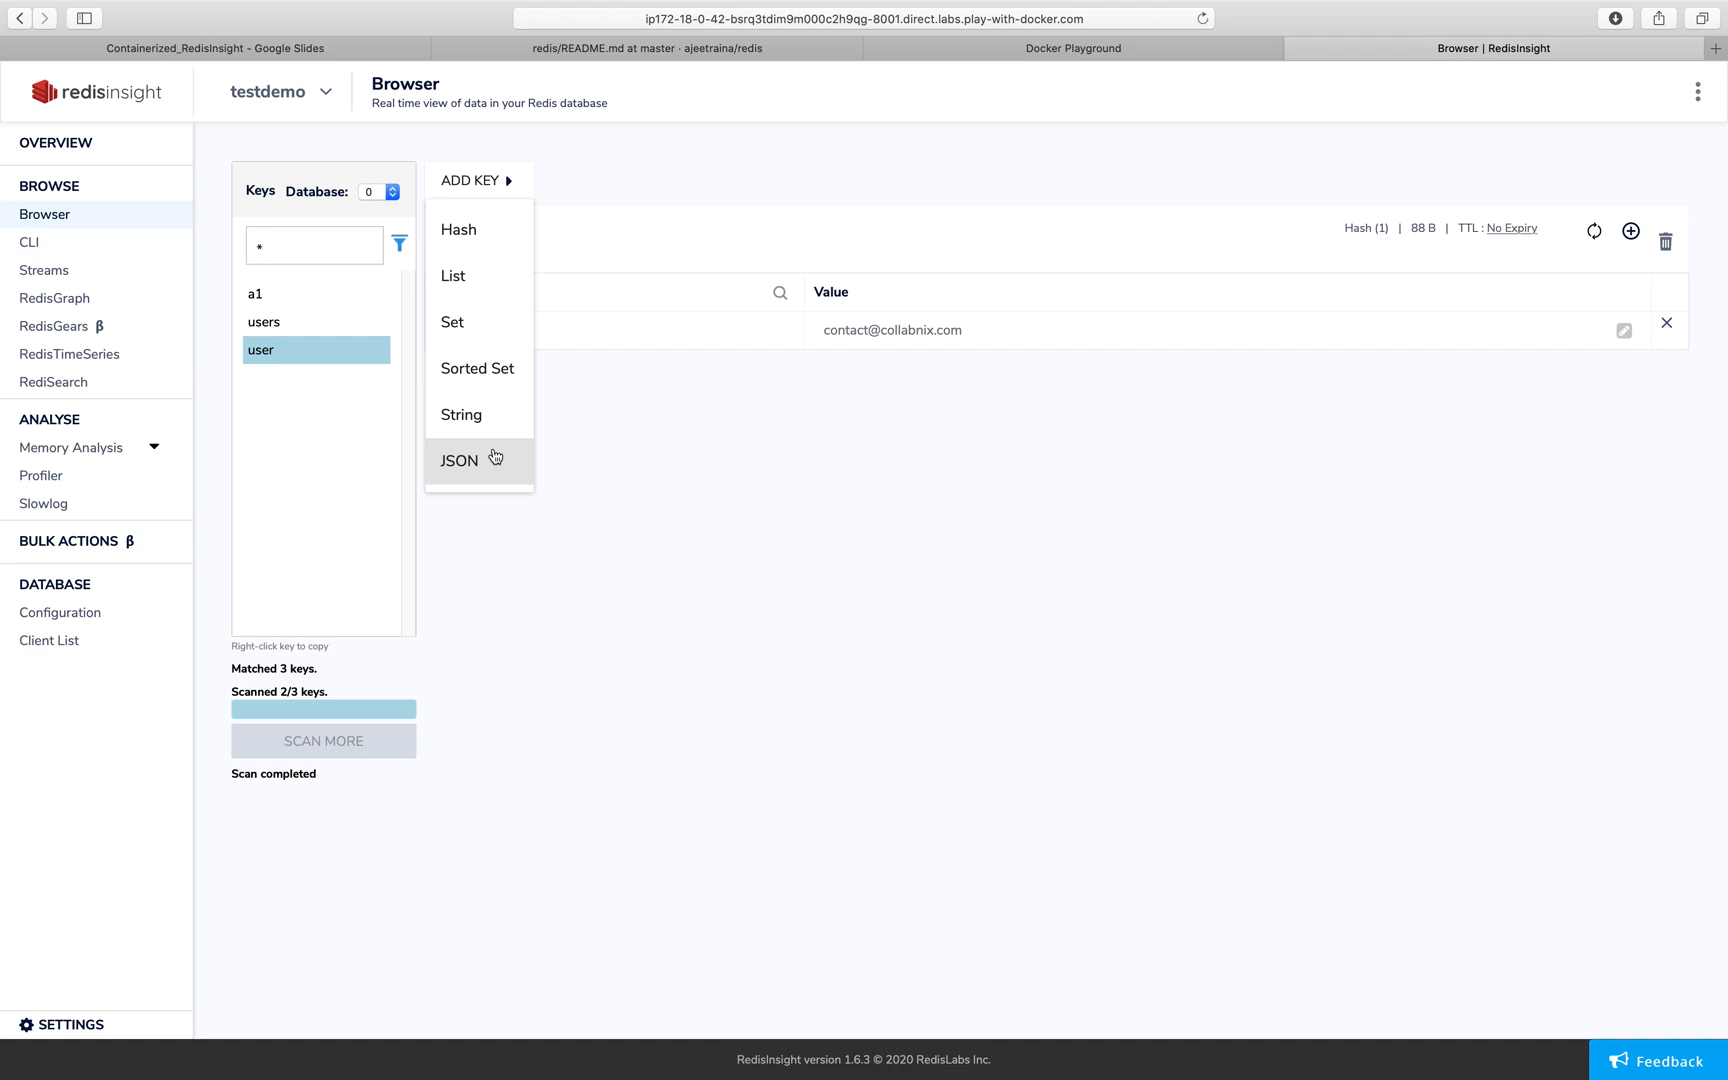 ip172-18-0-42-bsrq3tdim9m000c2h9qg-8001.direct.labs.play-with-docker.com
Containerized_RedisInsight - Google Slides
redis/README.md at master · ajeetraina/redis
Docker Playground
Browser | RedisInsight
redisinsight
testdemo
Browser
Real time view of data in your Redis database
OVERVIEW
BROWSE
Browser
CLI
Streams
RedisGraph
RedisGears β
RedisTimeSeries
RediSearch
ANALYSE
Memory Analysis
Profiler
Slowlog
BULK ACTIONS β
DATABASE
Configuration
Client List
SETTINGS
Keys Database: 0
*
a1
users
user
Right-click key to copy
Matched 3 keys.
Scanned 2/3 keys.
SCAN MORE
Scan completed
ADD KEY
Hash
List
Set
Sorted Set
String
JSON
Hash (1) | 88 B | TTL : No Expiry
Value
contact@collabnix.com
RedisInsight version 1.6.3 © 2020 RedisLabs Inc.
Feedback